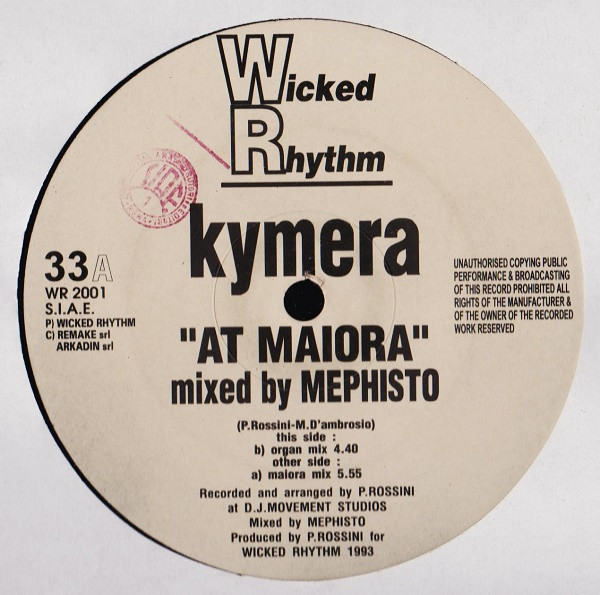 Wicked
Rhythm
kymera
33A
WR 2001
S.I.A.E.
P) WICKED RHYTHM
C) REMAKE srl
ARKADIN srl
UNAUTHORISED COPYING PUBLIC
PERFORMANCE & BROADCASTING
OF THIS RECORD PROHIBITED ALL
RIGHTS OF THE MANUFACTURER &
OF THE OWNER OF THE RECORDED
WORK RESERVED
"AT MAIORA"
mixed by MEPHISTO
(P.Rossini-M.D'ambrosio)
this side :
b) organ mix 4.40
other side :
a) maiora mix 5.55
Recorded and arranged by P.ROSSINI
at D.J.MOVEMENT STUDIOS
Mixed by MEPHISTO
Produced by P.ROSSINI for
WICKED RHYTHM 1993